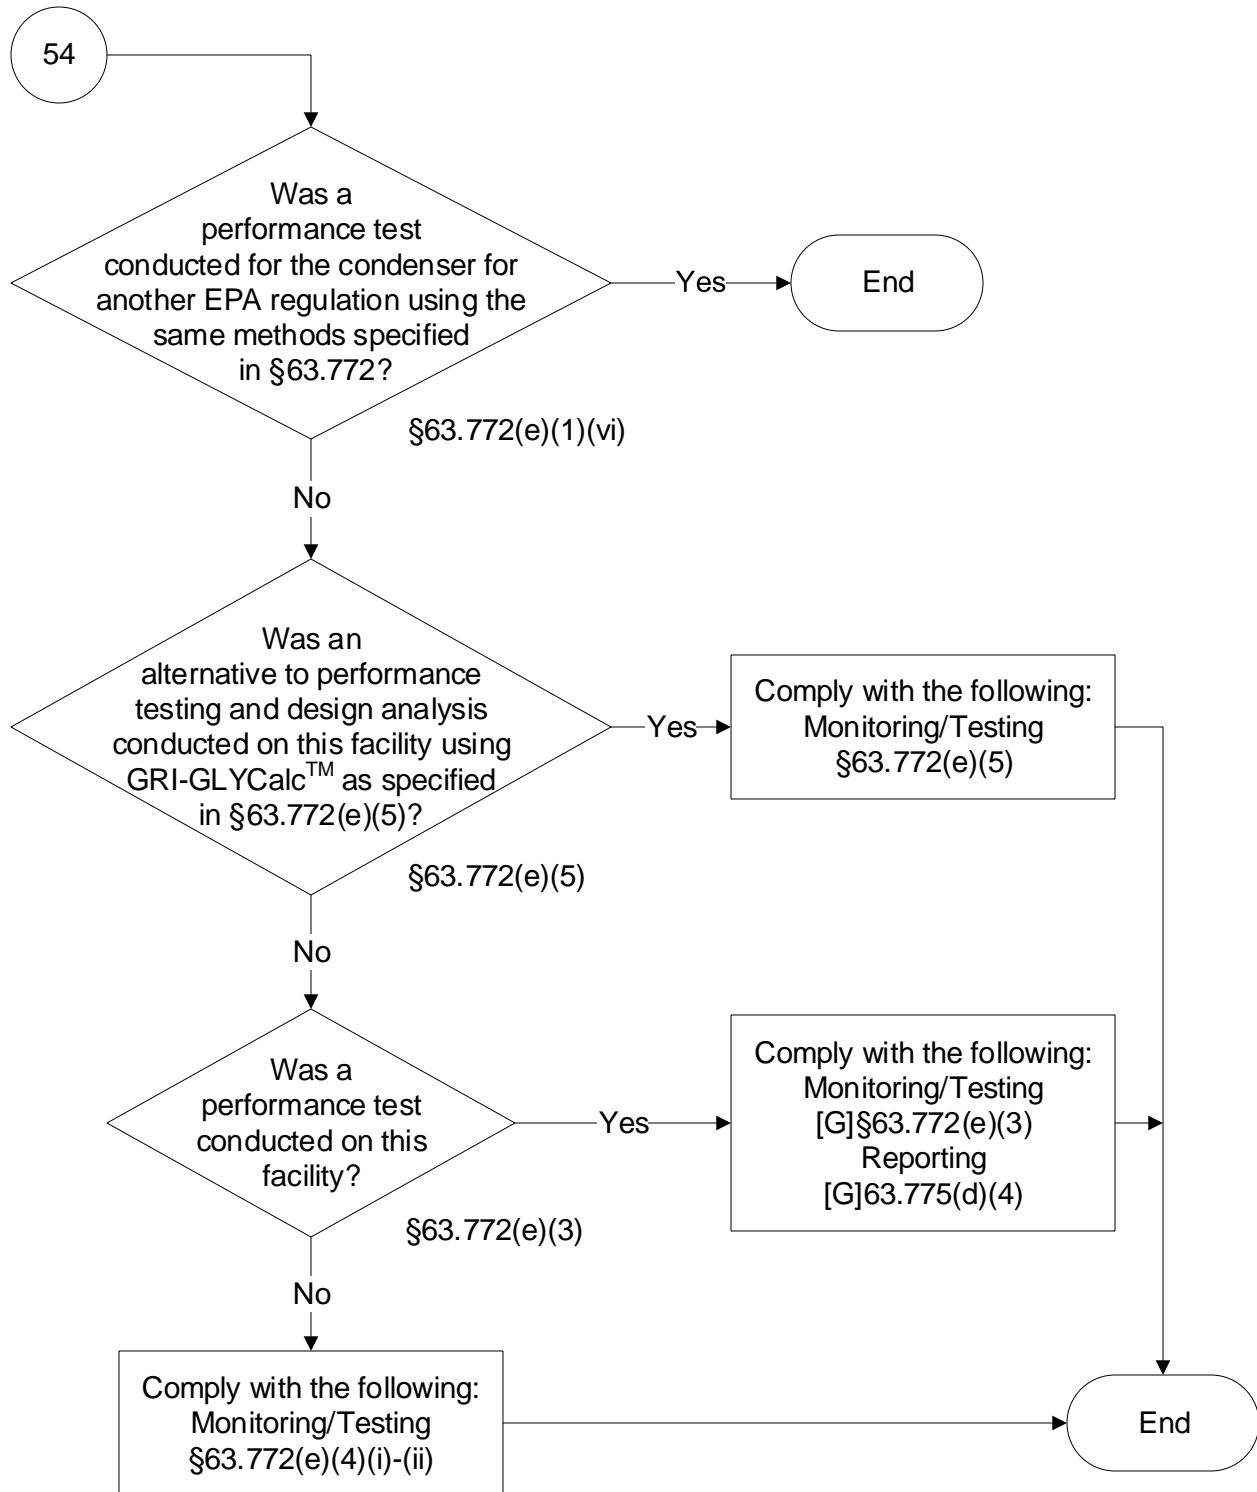 54
Was a
performance test
conducted for the condenser for
another EPA regulation using the
same methods specified
in §63.772?
Yes
End
§63.772(e)(1)(vi)
No
Was an
alternative to performance
testing and design analysis
conducted on this facility using
GRI-GLYCalcTM as specified
in §63.772(e)(5)?
Yes
Comply with the following:
Monitoring/Testing
§63.772(e)(5)
§63.772(e)(5)
No
Was a
performance test
conducted on this
facility?
Yes
Comply with the following:
Monitoring/Testing
[G]§63.772(e)(3)
Reporting
[G]63.775(d)(4)
§63.772(e)(3)
No
Comply with the following:
Monitoring/Testing
§63.772(e)(4)(i)-(ii)
End